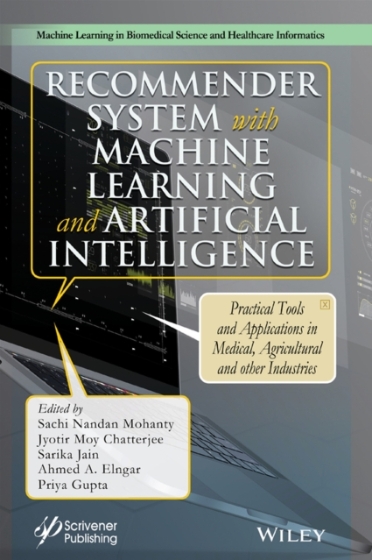 Machine Learning in Biomedical Science and Healthcare Informatics
RECOMMENDER
SYSTEM with
MACHINE
LEARNING
and ARTIFICIAL
INTELLIGENCE
Practical Tools
and Applications in
Medical, Agricultural
and other Industries
Edited by
Sachi Nandan Mohanty
Jyotir Moy Chatterjee
Sarika Jain
Ahmed A. Elngar
Priya Gupta
Scrivener
Publishing
WILEY